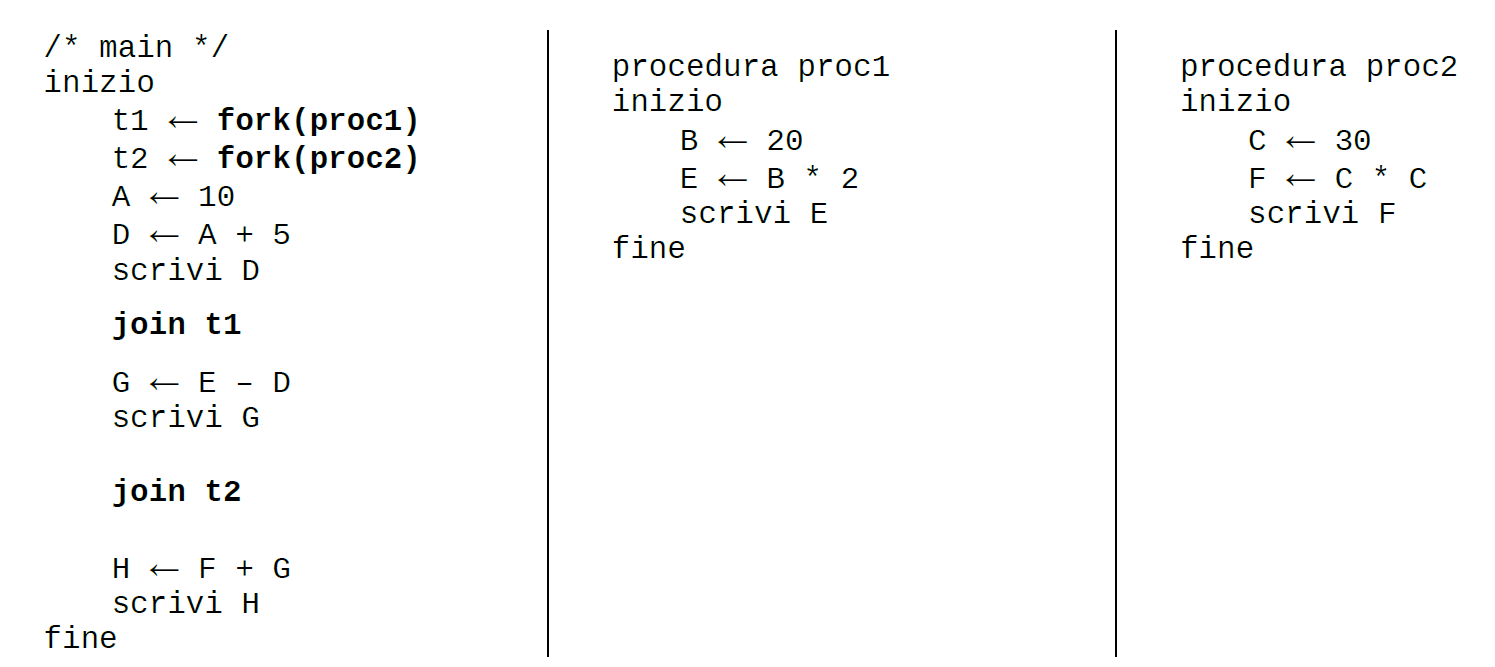 /* main */
inizio
t1 ← fork(proc1)
t2 ← fork(proc2)
A ← 10
D ← A + 5
scrivi D
join t1
G ← E – D
scrivi G
join t2
H ← F + G
scrivi H
fine
procedura proc1
inizio
B ← 20
E ← B * 2
scrivi E
fine
procedura proc2
inizio
C ← 30
F ← C * C
scrivi F
fine